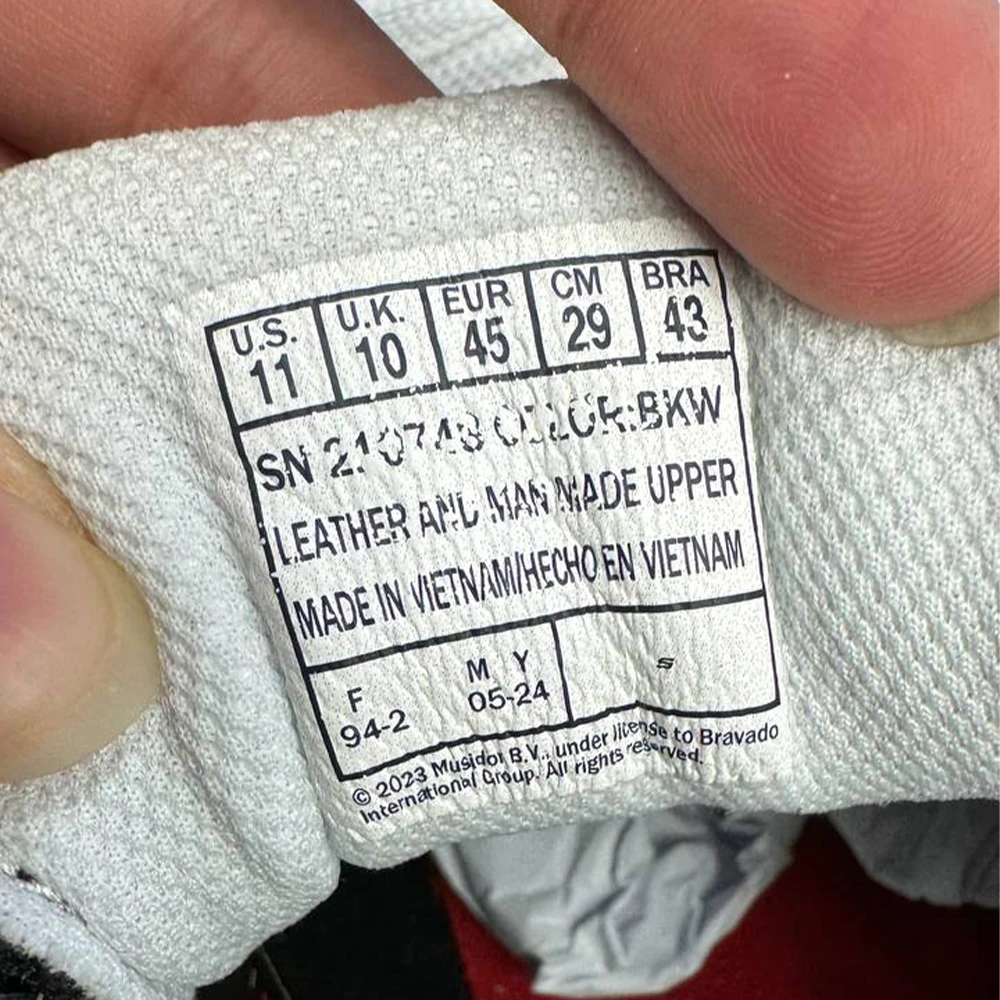 U.S. U.K. EUR CM BRA
11 10 45 29 43
SN 210748 COLOR:BKW
LEATHER AND MAN MADE UPPER
MADE IN VIETNAM/HECHO EN VIETNAM
F M Y
94-2 05-24
S
© 2023 Musidor B.V., under license to Bravado
International Group. All rights reserved.